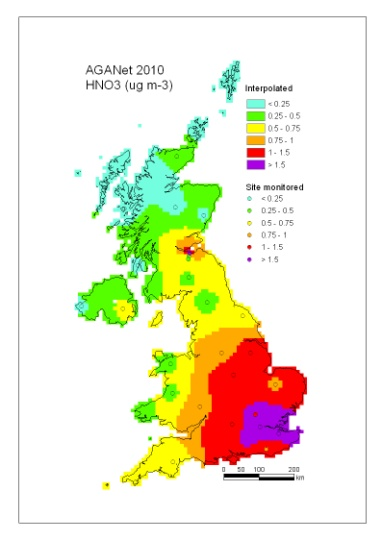 AGANet 2010
HNO3 (ug m-3)
Interpolated
< 0.25
0.25 - 0.5
0.5 - 0.75
0.75 - 1
1 - 1.5
> 1.5
Site monitored
< 0.25
0.25 - 0.5
0.5 - 0.75
0.75 - 1
1 - 1.5
> 1.5
0 50 100 200
km